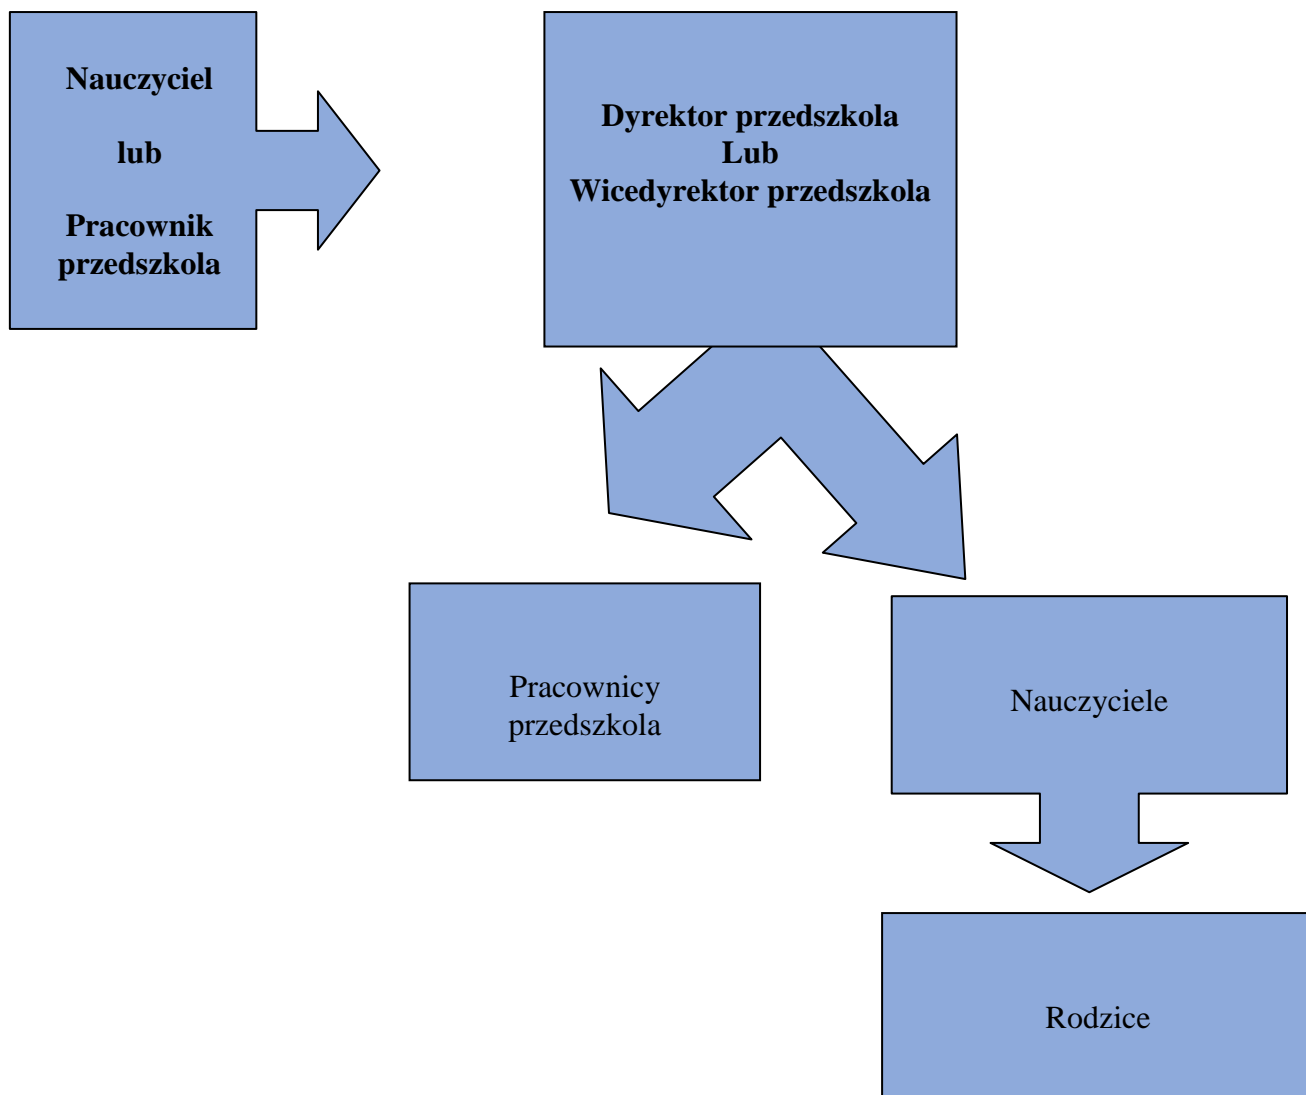 Nauczyciel
lub
Pracownik
przedszkola
Dyrektor przedszkola
Lub
Wicedyrektor przedszkola
Pracownicy
przedszkola
Nauczyciele
Rodzice